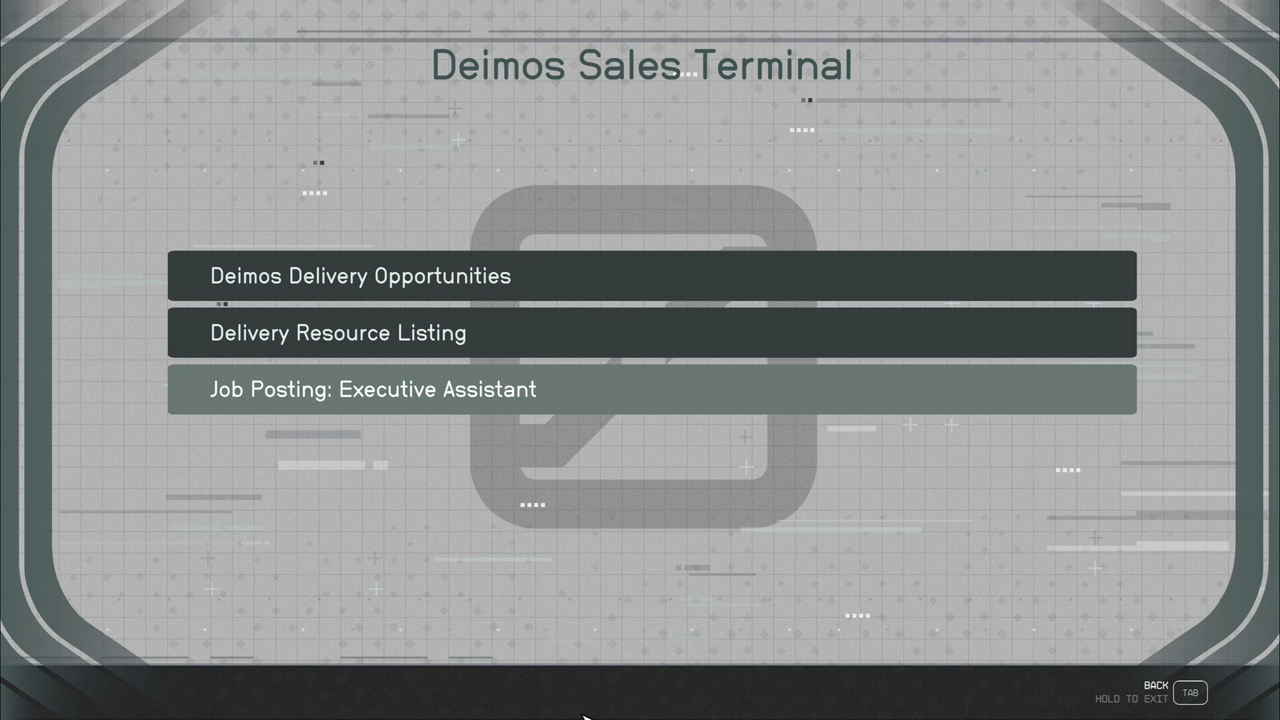 Deimos Sales Terminal
Deimos Delivery Opportunities
Delivery Resource Listing
Job Posting: Executive Assistant
BACK
HOLD TO EXIT
TAB